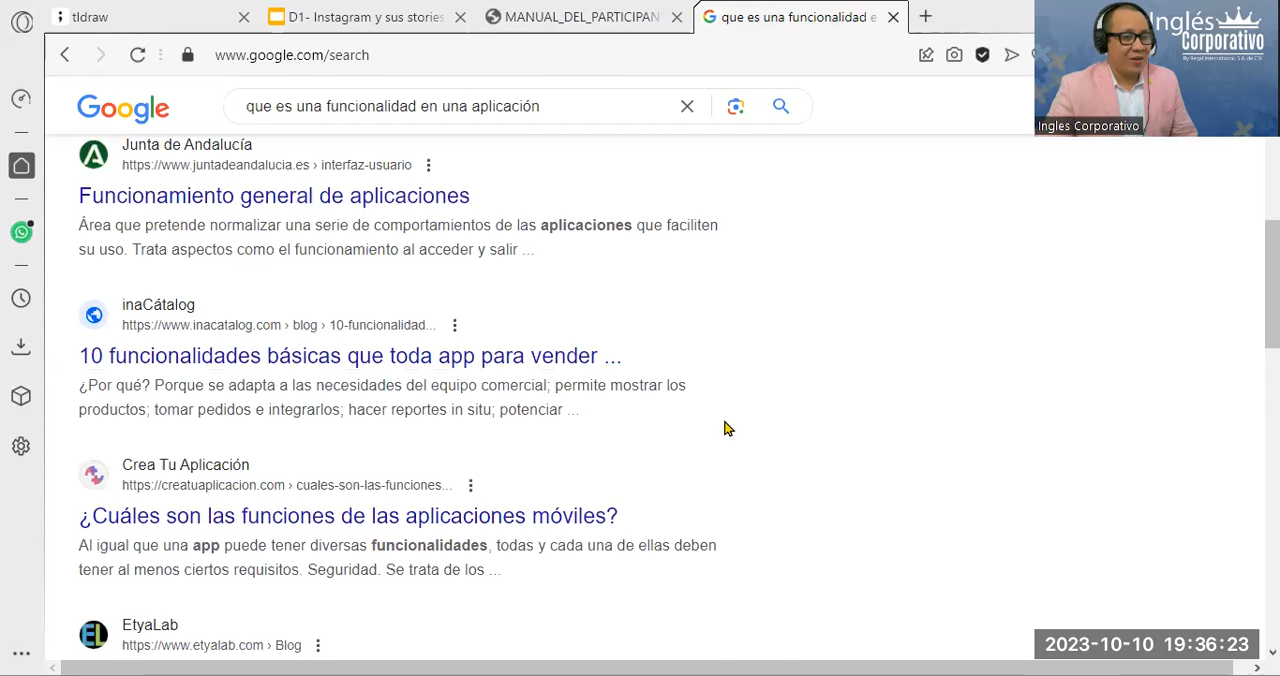 tldraw
D1- Instagram y sus stories
MANUAL_DEL_PARTICIPAN
que es una funcionalidad e
www.google.com/search
Google
que es una funcionalidad en una aplicación
Junta de Andalucía
https://www.juntadeandalucia.es › interfaz-usuario
Funcionamiento general de aplicaciones
Área que pretende normalizar una serie de comportamientos de las aplicaciones que faciliten
su uso. Trata aspectos como el funcionamiento al acceder y salir ...
inaCátalog
https://www.inacatalog.com › blog › 10-funcionalidad...
10 funcionalidades básicas que toda app para vender ...
¿Por qué? Porque se adapta a las necesidades del equipo comercial; permite mostrar los
productos; tomar pedidos e integrarlos; hacer reportes in situ; potenciar ...
Crea Tu Aplicación
https://creatuaplicacion.com › cuales-son-las-funciones...
¿Cuáles son las funciones de las aplicaciones móviles?
Al igual que una app puede tener diversas funcionalidades, todas y cada una de ellas deben
tener al menos ciertos requisitos. Seguridad. Se trata de los ...
EL
EtyaLab
https://www.etyalab.com › Blog
Inglés
Corporativo
Ingles Corporativo
2023-10-10 19:36:23